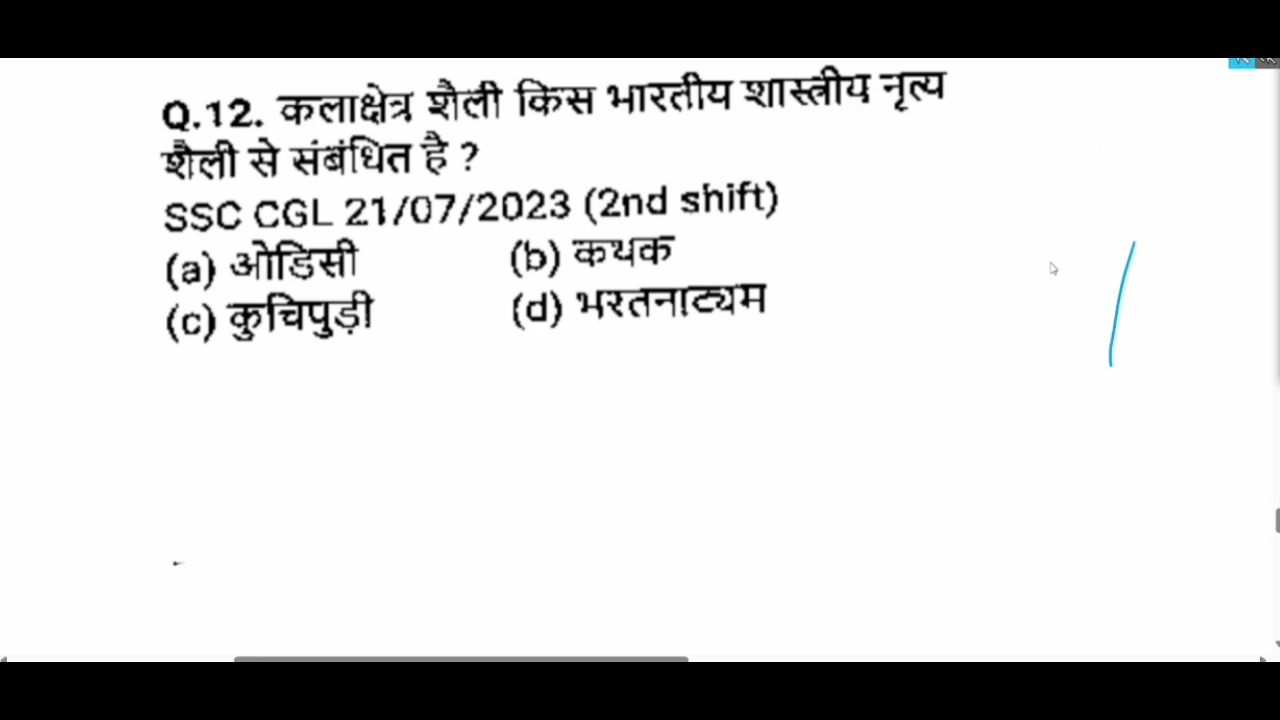 Q.12. कलाक्षेत्र शैली किस भारतीय शास्त्रीय नृत्य
शैली से संबंधित है ?
SSC CGL 21/07/2023 (2nd shift)
(a) ओडिसी (b) कथक
(c) कुचिपुड़ी (d) भरतनाट्यम